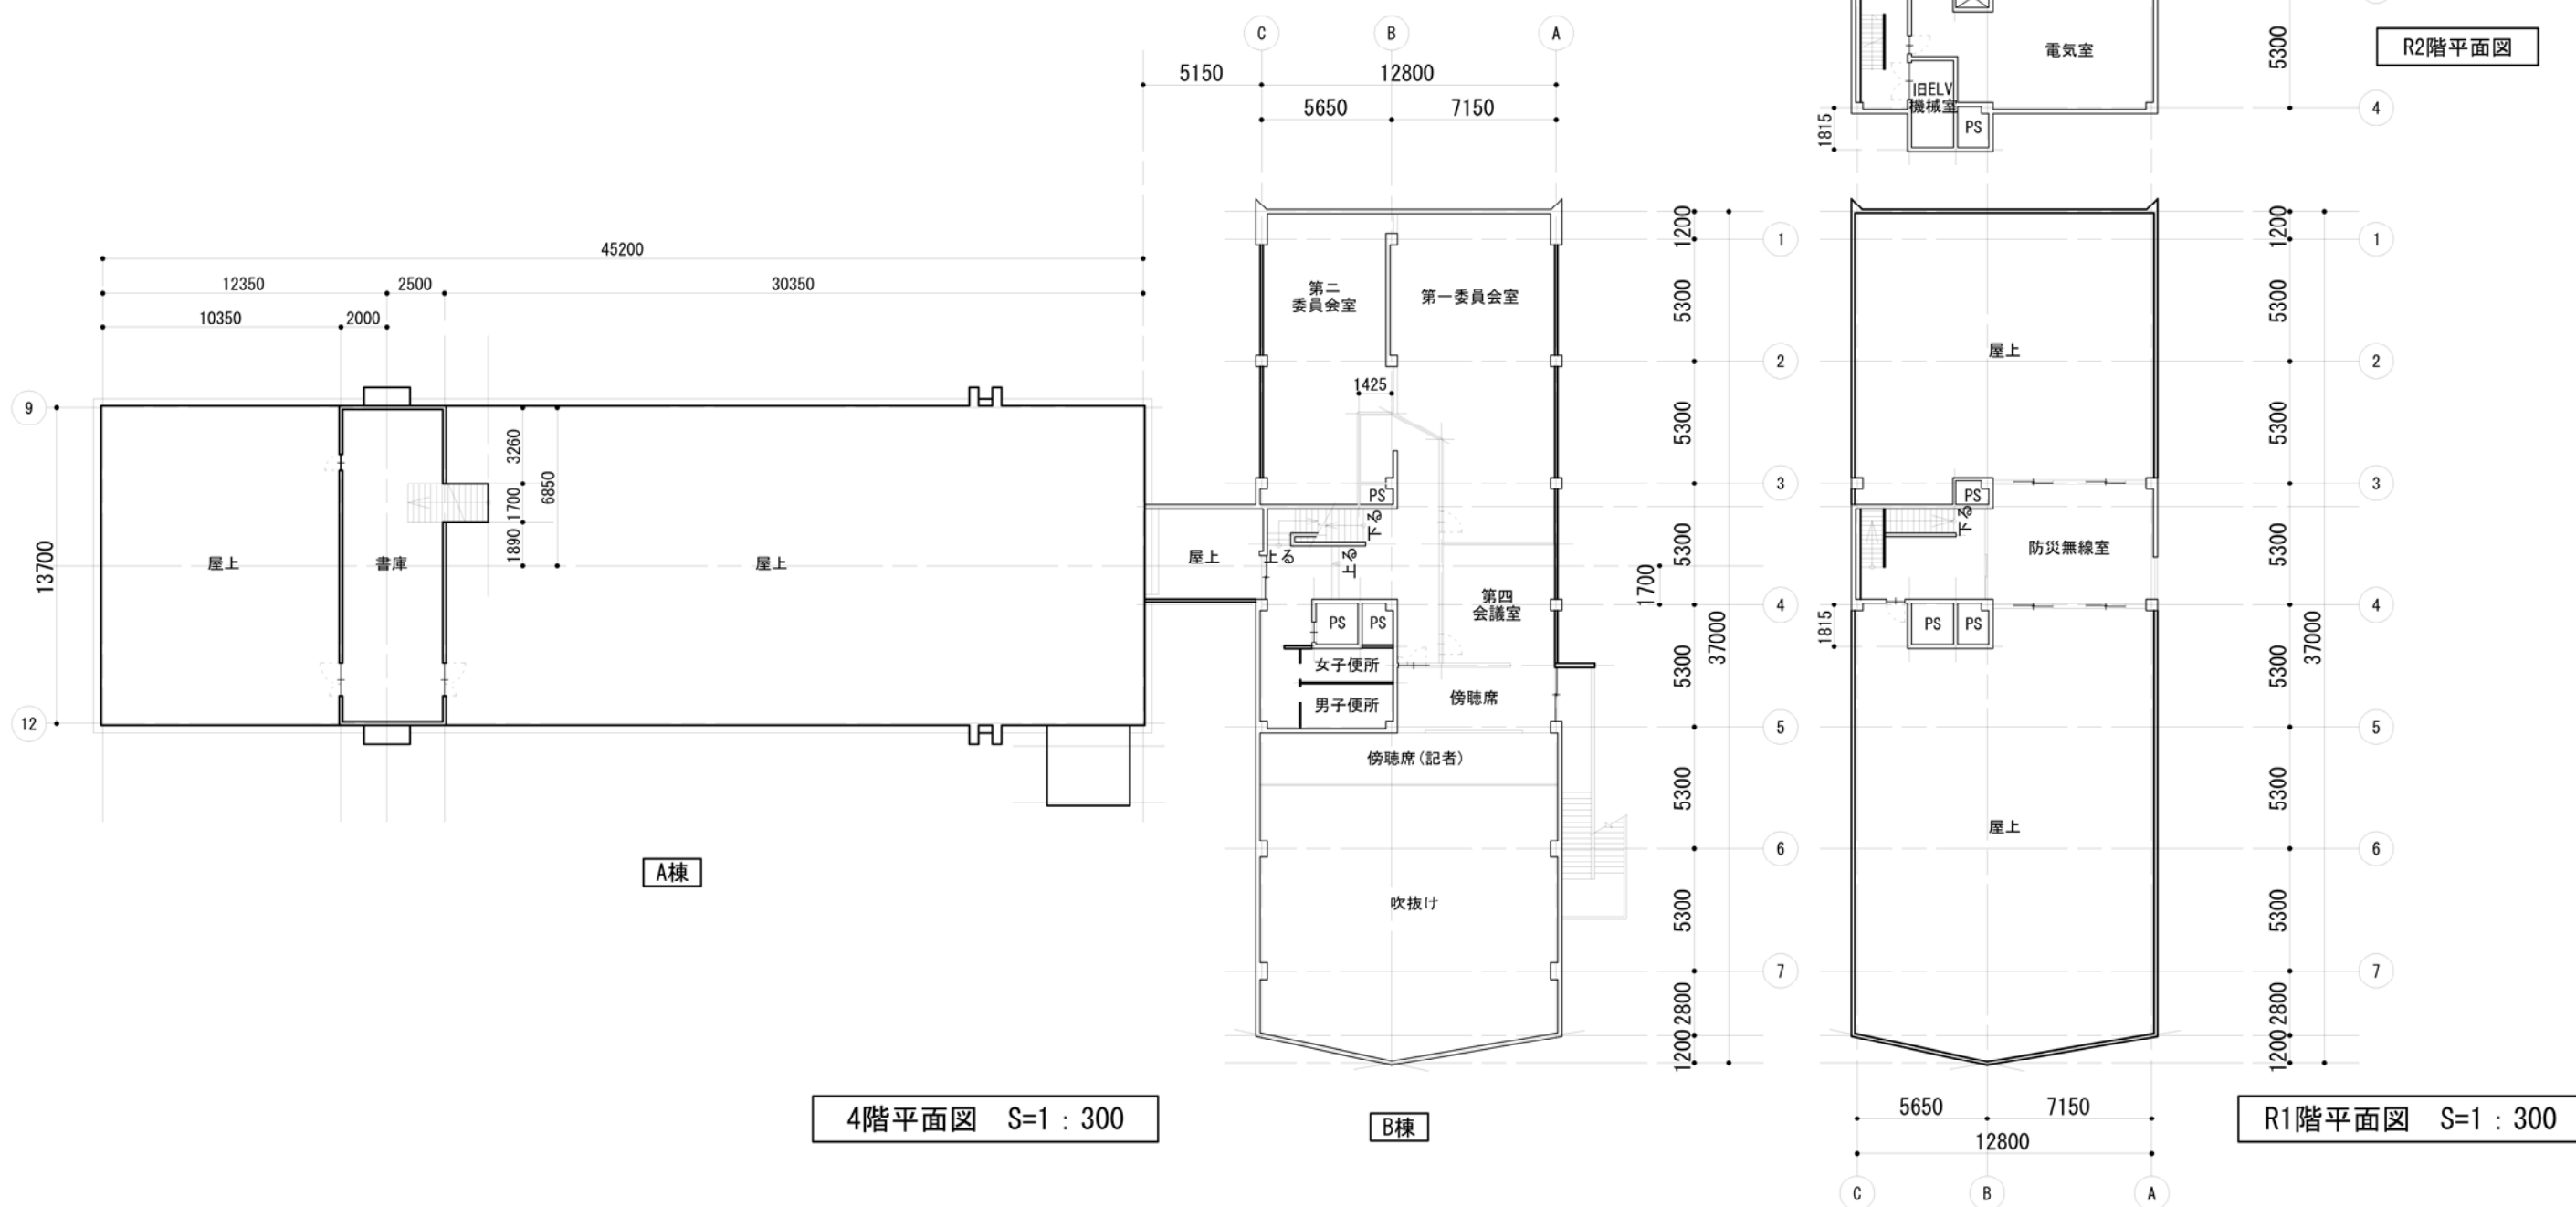 C
B
A
5150
12800
5650
7150
5300
電気室
R2階平面図
旧ELV
機械室
PS
1815
4
45200
12350
2500
30350
10350
2000
9
12
13700
3260
1700
1890
6850
屋上
書庫
屋上
A棟
屋上
第二
委員会室
第一委員会室
1425
PS
下る
上る
上る
第四
会議室
PS
PS
女子便所
男子便所
傍聴席
傍聴席(記者)
吹抜け
1200
5300
5300
5300
1700
5300
5300
5300
2800
1200
37000
1
2
3
4
5
6
7
4階平面図 S=1:300
B棟
屋上
PS
下る
防災無線室
1815
PS
PS
屋上
1200
5300
5300
5300
5300
5300
5300
2800
1200
37000
1
2
3
4
5
6
7
5650
7150
12800
C
B
A
R1階平面図 S=1:300